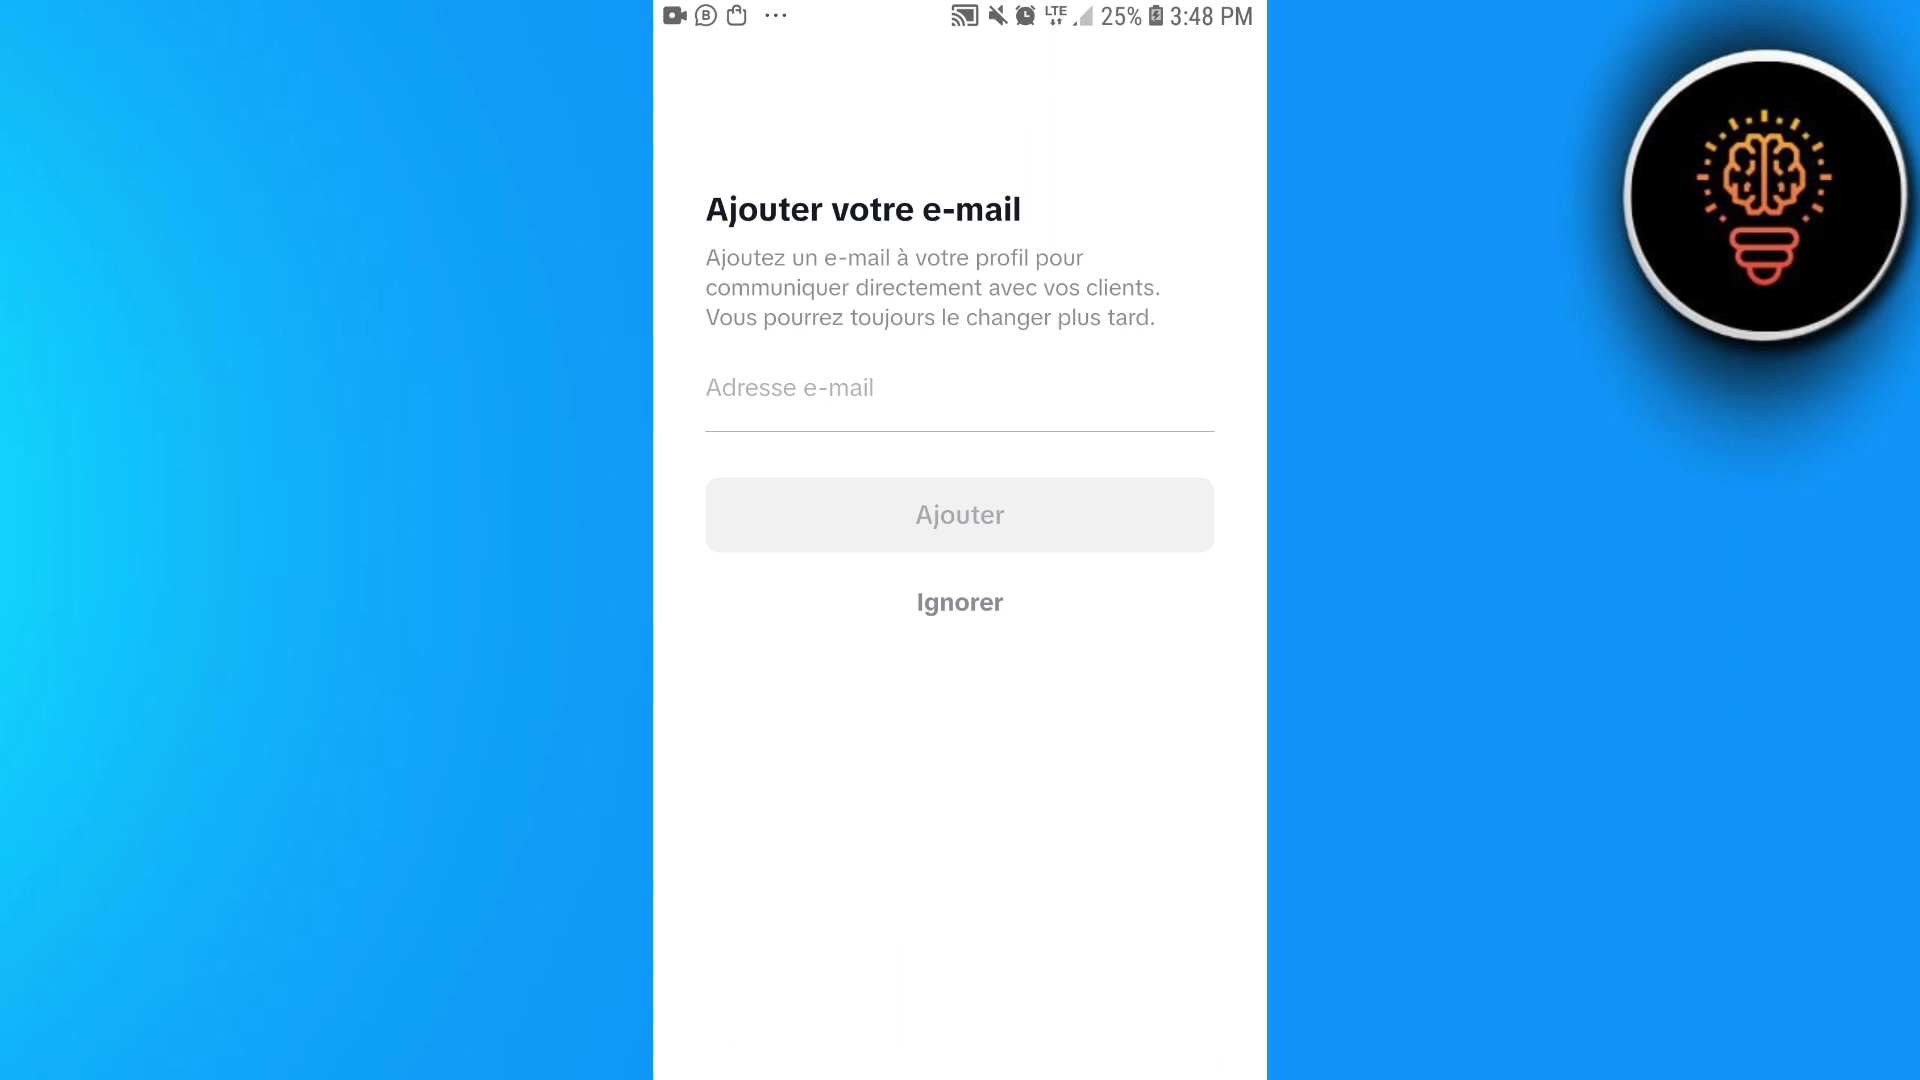 LTE 25% 3:48 PM
Ajouter votre e-mail
Ajoutez un e-mail à votre profil pour
communiquer directement avec vos clients.
Vous pourrez toujours le changer plus tard.
Adresse e-mail
Ajouter
Ignorer